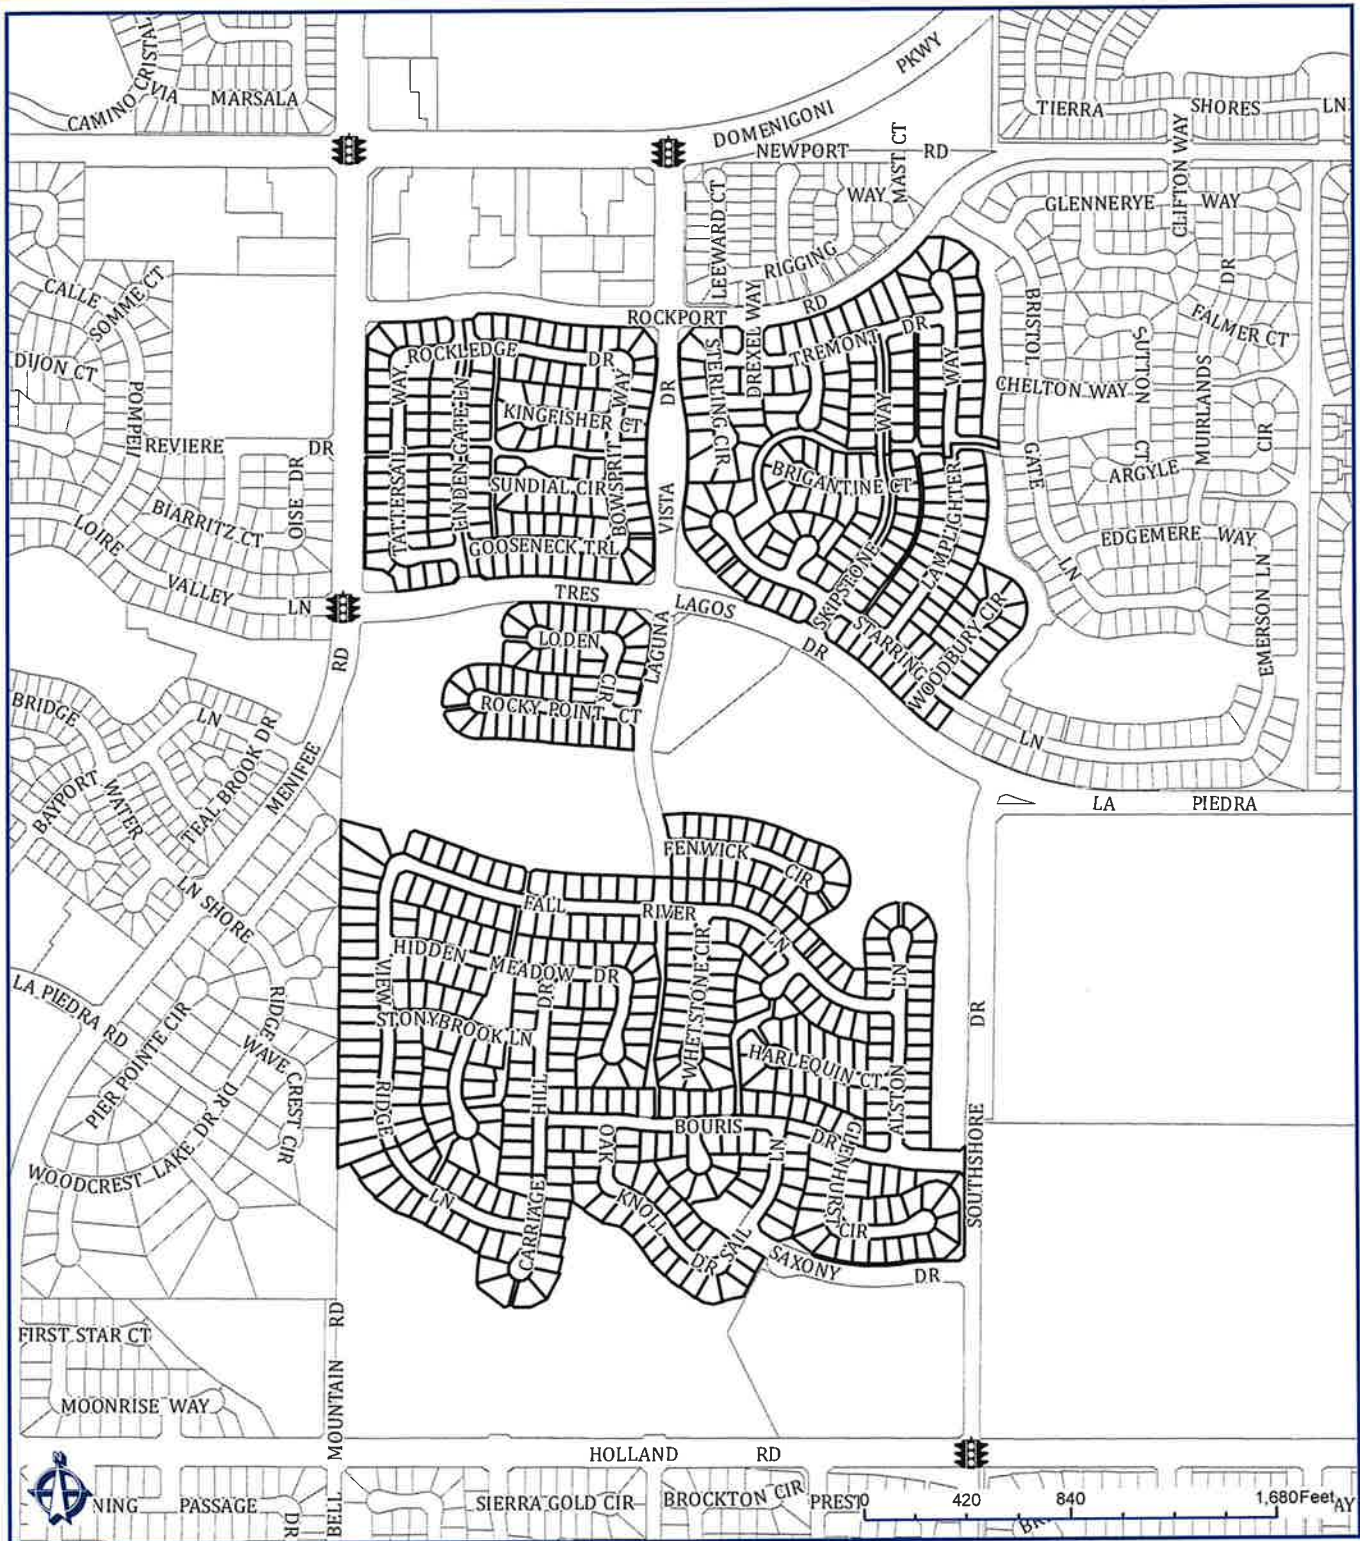 CAMINO CRISTAL
VIA MARSALA
DOMENIGONI PKWY
NEWPORT RD
TIERRA SHORES LN
MAST CT
WAY
LEEWARD CT
RIGGING
CLIFTON WAY
GLENNERYE WAY
DR
CALLE
SOMME CT
DIJON CT
POMPEII
REVIERE DR
BIARRITZ CT
OISE DR
LOIRE
VALLEY LN
ROCKPORT RD
ROCKLEDGE DR
TATTERSAIL WAY
LINDEN GATE LN
KINGFISHER CT
SUNDIAL CIR
BOWSPRIT WAY
GOOSENECK TRL
STERLING CIR
DREXEL WAY
TREMONT DR
WAY
WAY
BRIGANTINE CT
SKIPSTONE
LAMPLIGHTER
STARRING
WOODBURY CIR
BRISTOL
GATE
LN
SUTTON
CT
FALMER CT
CHELTON WAY
MUIRLANDS
ARGYLE
CIR
EDGEMERE WAY
EMERSON LN
LAGUNA VISTA DR
TRES LAGOS DR
LODEN CIR
ROCKY POINT CT
LN
LA PIEDRA
BRIDGE
WATER
LN
BAYPORT
TEAL BROOK DR
MENIFEE RD
LN SHORE
LA PIEDRA RD
PIER POINTE CIR
RIDGE
DR
WAVE CREST CIR
WOODCREST LAKE DR
FENWICK CIR
FALL RIVER LN
HIDDEN MEADOW DR
VIEW
RIDGE
LN
STONYBROOK LN
CARRIAGE HILL DR
WHETSTONE CIR
HARLEQUIN CT
ALSTON LN
BOURIS DR
OAK
KNOLL
DR
SAIL LN
GLENHURST
CIR
SAXONY DR
SOUTHSHORE DR
FIRST STAR CT
MOONRISE WAY
BELL MOUNTAIN RD
HOLLAND RD
NING PASSAGE
DR
SIERRA GOLD CIR
BROCKTON CIR
PREST
0 420 840 1,680 Feet
AY